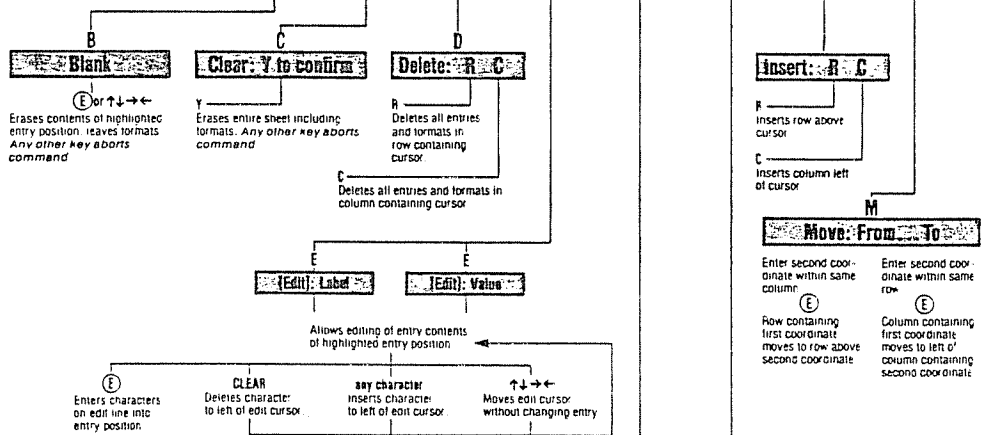 B
Blank
Ⓔ or ↑↓→←
Erases contents of highlighted
entry position, leaves formats
Any other key aborts
command
C
Clear: Y to confirm
Y
Erases entire sheet including
formats. Any other key aborts
command
D
Delete: R C
R
Deletes all entries
and formats in
row containing
cursor
C
Deletes all entries and formats in
column containing cursor
E
[Edit]: Label
E
[Edit]: Value
Allows editing of entry contents
of highlighted entry position
Ⓔ
Enters characters
on edit line into
entry position
CLEAR
Deletes character
to left of edit cursor
any character
Inserts character
to left of edit cursor
↑↓→←
Moves edit cursor
without changing entry
Insert: R C
R
Inserts row above
cursor
C
Inserts column left
of cursor
M
Move: From... To
Enter second coor-
dinate within same
column
Ⓔ
Row containing
first coordinate
moves to row above
second coordinate
Enter second coor-
dinate within same
row
Ⓔ
Column containing
first coordinate
moves to left of
column containing
second coordinate